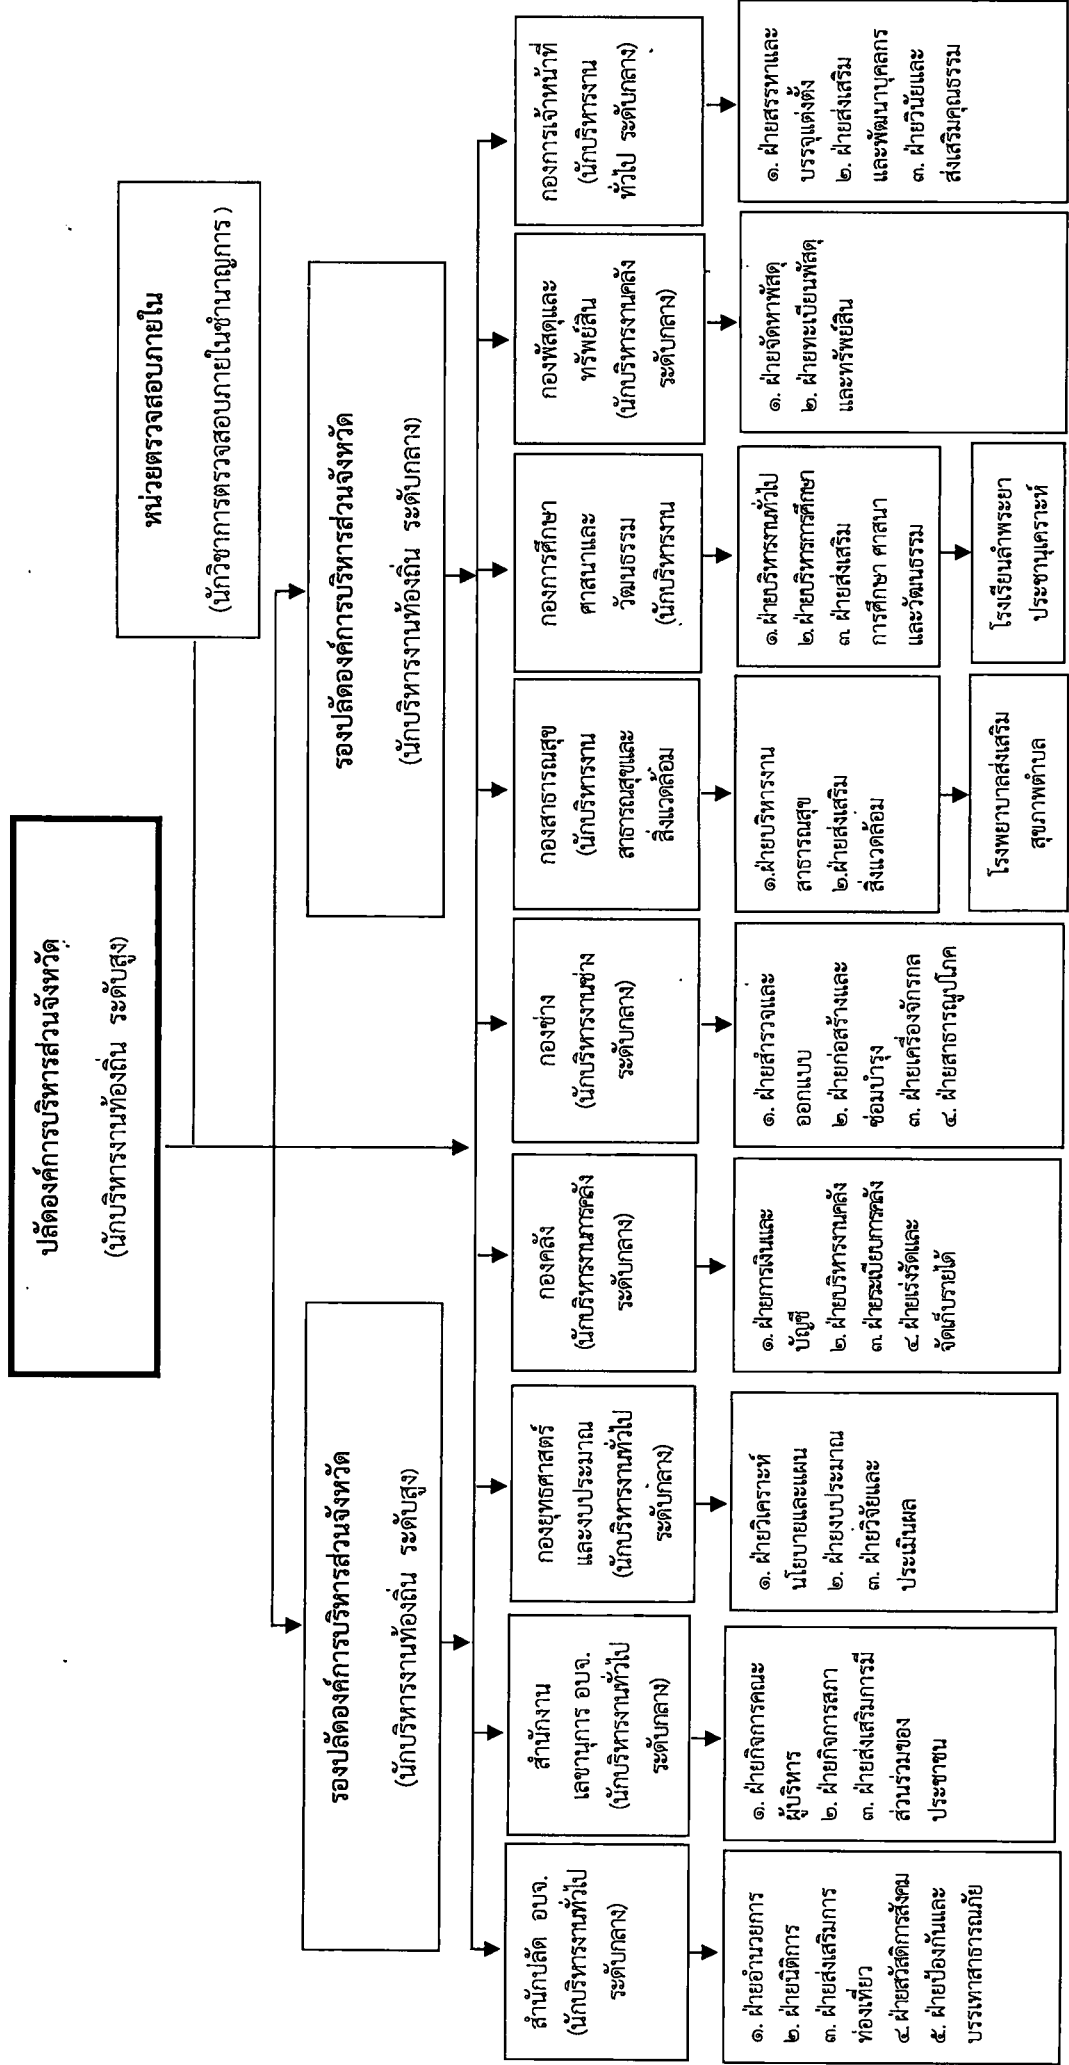 ปลัดองค์การบริหารส่วนจังหวัด
(นักบริหารงานท้องถิ่น ระดับสูง)
หน่วยตรวจสอบภายใน
(นักวิชาการตรวจสอบภายในชำนาญการ )
รองปลัดองค์การบริหารส่วนจังหวัด
(นักบริหารงานท้องถิ่น ระดับสูง)
รองปลัดองค์การบริหารส่วนจังหวัด
(นักบริหารงานท้องถิ่น ระดับกลาง)
สำนักปลัด อบจ.
(นักบริหารงานทั่วไป
ระดับกลาง)
สำนักงาน
เลขานุการ อบจ.
(นักบริหารงานทั่วไป
ระดับกลาง)
กองยุทธศาสตร์
และงบประมาณ
(นักบริหารงานทั่วไป
ระดับกลาง)
กองคลัง
(นักบริหารงานการคลัง
ระดับกลาง)
กองช่าง
(นักบริหารงานช่าง
ระดับกลาง)
กองสาธารณสุข
(นักบริหารงาน
สาธารณสุขและ
สิ่งแวดล้อม
กองการศึกษา
ศาสนาและ
วัฒนธรรม
(นักบริหารงาน
กองพัสดุและ
ทรัพย์สิน
(นักบริหารงานคลัง
ระดับกลาง)
กองการเจ้าหน้าที่
(นักบริหารงาน
ทั่วไป ระดับกลาง)
๑. ฝ่ายอำนวยการ
๒. ฝ่ายนิติการ
๓. ฝ่ายส่งเสริมการ
ท่องเที่ยว
๔. ฝ่ายสวัสดิการสังคม
๕. ฝ่ายป้องกันและ
บรรเทาสาธารณภัย
๑. ฝ่ายกิจการคณะ
ผู้บริหาร
๒. ฝ่ายกิจการสภา
๓. ฝ่ายส่งเสริมการมี
ส่วนร่วมของ
ประชาชน
๑. ฝ่ายวิเคราะห์
นโยบายและแผน
๒. ฝ่ายงบประมาณ
๓. ฝ่ายวิจัยและ
ประเมินผล
๑. ฝ่ายการเงินและ
บัญชี
๒. ฝ่ายบริหารงานคลัง
๓. ฝ่ายระเบียบการคลัง
๔. ฝ่ายเร่งรัดและ
จัดเก็บรายได้
๑. ฝ่ายสำรวจและ
ออกแบบ
๒. ฝ่ายก่อสร้างและ
ซ่อมบำรุง
๓. ฝ่ายเครื่องจักรกล
๔. ฝ่ายสาธารณูปโภค
๑.ฝ่ายบริหารงาน
สาธารณสุข
๒.ฝ่ายส่งเสริม
สิ่งแวดล้อม
๑. ฝ่ายบริหารงานทั่วไป
๒. ฝ่ายบริหารการศึกษา
๓. ฝ่ายส่งเสริม
การศึกษา ศาสนา
และวัฒนธรรม
๑. ฝ่ายจัดหาพัสดุ
๒. ฝ่ายทะเบียนพัสดุ
และทรัพย์สิน
๑. ฝ่ายสรรหาและ
บรรจุแต่งตั้ง
๒. ฝ่ายส่งเสริม
และพัฒนาบุคลกร
๓. ฝ่ายวินัยและ
ส่งเสริมคุณธรรม
โรงพยาบาลส่งเสริม
สุขภาพตำบล
โรงเรียนลำพระยา
ประชานุเคราะห์